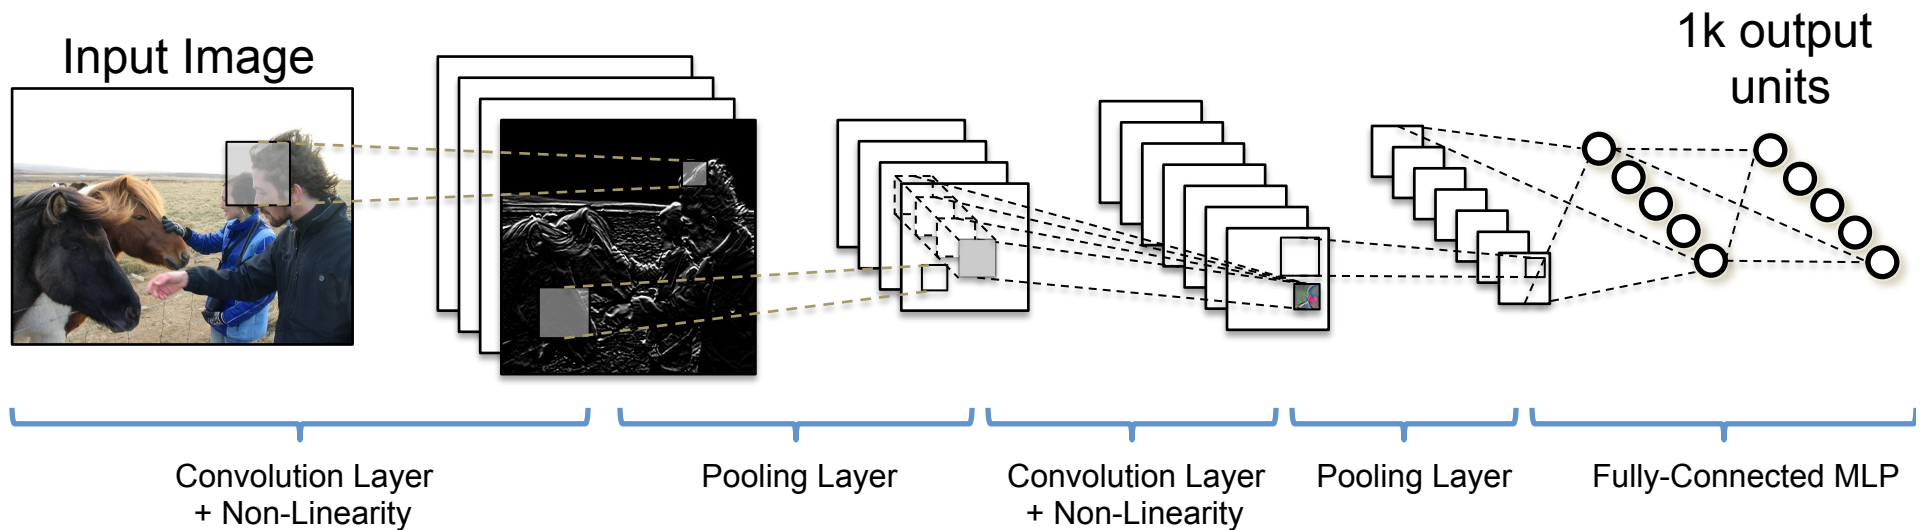 Input Image
1k output
units
Convolution Layer
+ Non-Linearity
Pooling Layer
Convolution Layer
+ Non-Linearity
Pooling Layer
Fully-Connected MLP